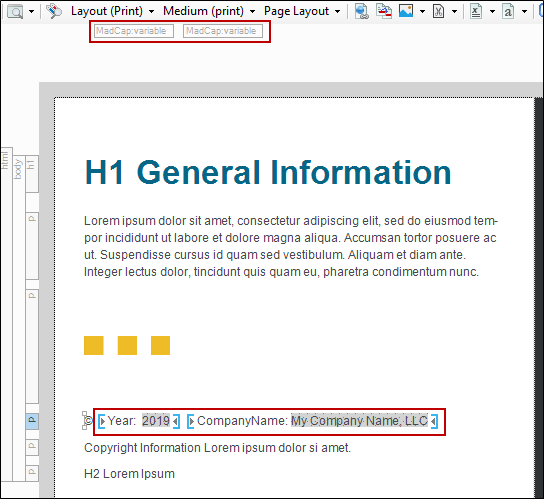 Layout (Print) Medium (print) Page Layout
MadCap:variable MadCap:variable
html
body
h1
H1 General Information
p
Lorem ipsum dolor sit amet, consectetur adipiscing elit, sed do eiusmod tem-
por incididunt ut labore et dolore magna aliqua. Accumsan tortor posuere ac
ut. Suspendisse cursus id quam sed vestibulum. Aliquam et diam ante.
Integer lectus dolor, tincidunt quis quam eu, pharetra condimentum nunc.
p
p
© Year: 2019 CompanyName: My Company Name, LLC
p
Copyright Information Lorem ipsum dolor si amet.
p
H2 Lorem Ipsum